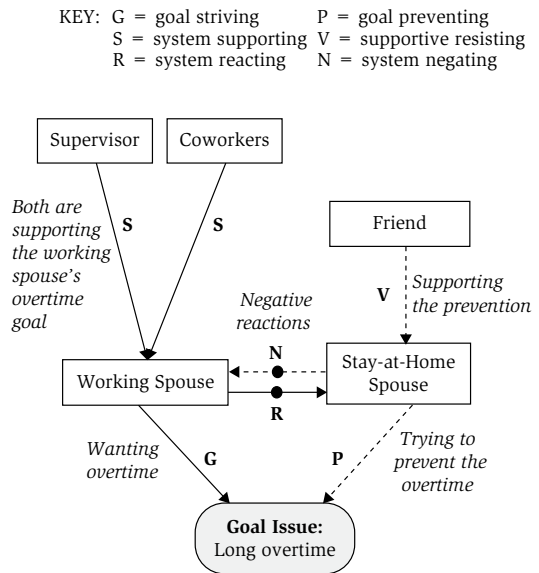 KEY: G = goal striving P = goal preventing
S = system supporting V = supportive resisting
R = system reacting N = system negating
Supervisor
Coworkers
Both are
supporting
the working
spouse's
overtime
goal
S
S
Friend
V
Supporting
the prevention
Negative
reactions
N
Working Spouse
Stay-at-Home
Spouse
R
Wanting
overtime
G
P
Trying to
prevent the
overtime
Goal Issue:
Long overtime